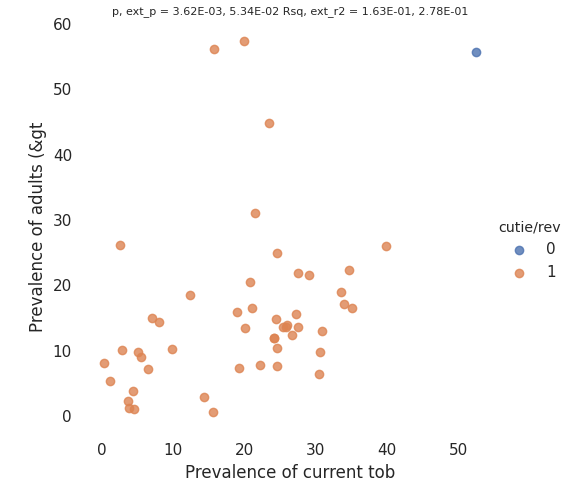 p, ext_p = 3.62E-03, 5.34E-02 Rsq, ext_r2 = 1.63E-01, 2.78E-01
60
50
40
30
20
10
0
Prevalence of adults (&gt
0 10 20 30 40 50
Prevalence of current tob
cutie/rev
0
1